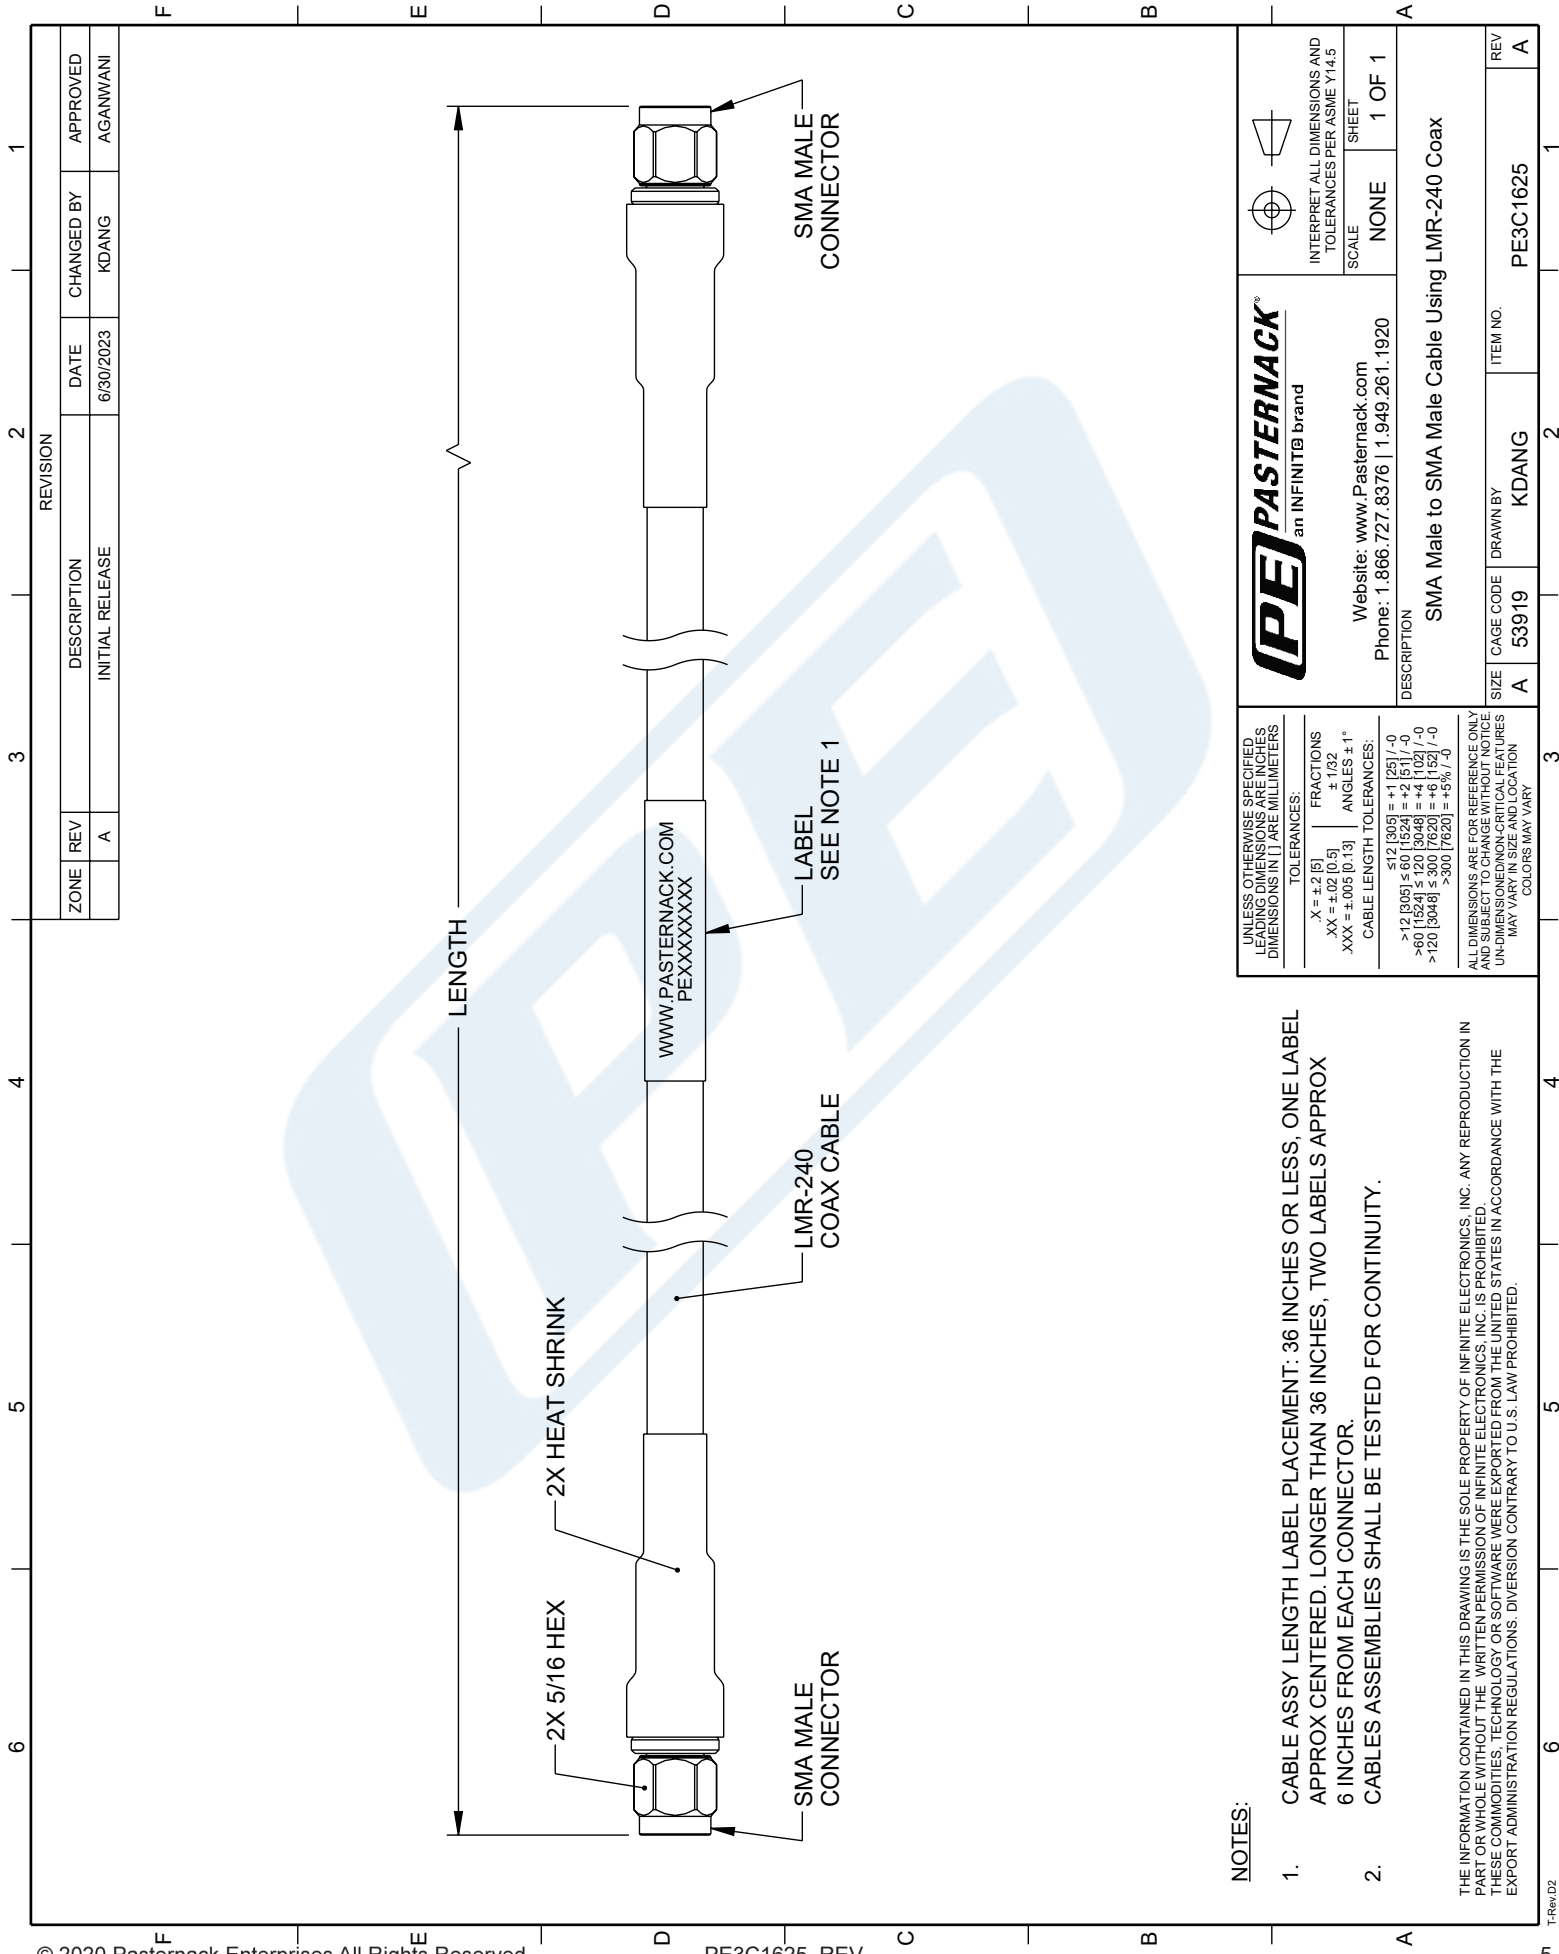 REVISION
ZONE REV DESCRIPTION DATE CHANGED BY APPROVED
A INITIAL RELEASE 6/30/2023 KDANG AGANWANI
6 5 4 3 2 1
F
E
D
C
B
A
LENGTH
2X 5/16 HEX
2X HEAT SHRINK
WWW.PASTERNACK.COM
PEXXXXXXXX
SMA MALE
CONNECTOR
LMR-240
COAX CABLE
LABEL
SEE NOTE 1
SMA MALE
CONNECTOR
F
E
D
C
B
A
NOTES:
1. CABLE ASSY LENGTH LABEL PLACEMENT: 36 INCHES OR LESS, ONE LABEL
APPROX CENTERED. LONGER THAN 36 INCHES, TWO LABELS APPROX
6 INCHES FROM EACH CONNECTOR.
2. CABLES ASSEMBLIES SHALL BE TESTED FOR CONTINUITY.
THE INFORMATION CONTAINED IN THIS DRAWING IS THE SOLE PROPERTY OF INFINITE ELECTRONICS, INC. ANY REPRODUCTION IN
PART OR WHOLE WITHOUT THE WRITTEN PERMISSION OF INFINITE ELECTRONICS, INC. IS PROHIBITED.
THESE COMMODITIES, TECHNOLOGY OR SOFTWARE WERE EXPORTED FROM THE UNITED STATES IN ACCORDANCE WITH THE
EXPORT ADMINISTRATION REGULATIONS. DIVERSION CONTRARY TO U.S. LAW PROHIBITED.
UNLESS OTHERWISE SPECIFIED
LEADING DIMENSIONS ARE INCHES
DIMENSIONS IN [ ] ARE MILLIMETERS
TOLERANCES:
.X = ±.2 [5]
.XX = ±.02 [0.5]
.XXX = ±.005 [0.13]
FRACTIONS
± 1/32
ANGLES ± 1°
CABLE LENGTH TOLERANCES:
≤12 [305] = +1 [25] / -0
>12 [305] ≤ 60 [1524] = +2 [51] / -0
>60 [1524] ≤ 120 [3048] = +4 [102] / -0
>120 [3048] ≤ 300 [7620] = +6 [152] / -0
>300 [7620] = +5% / -0
ALL DIMENSIONS ARE FOR REFERENCE ONLY
AND SUBJECT TO CHANGE WITHOUT NOTICE.
UN-DIMENSIONED/NON-CRITICAL FEATURES
MAY VARY IN SIZE AND LOCATION
COLORS MAY VARY
PE PASTERNACK®
an INFINITE brand
Website: www.Pasternack.com
Phone: 1.866.727.8376 | 1.949.261.1920
INTERPRET ALL DIMENSIONS AND
TOLERANCES PER ASME Y14.5
SCALE NONE
SHEET 1 OF 1
DESCRIPTION
SMA Male to SMA Male Cable Using LMR-240 Coax
SIZE A
CAGE CODE 53919
DRAWN BY KDANG
ITEM NO. PE3C1625
REV A
6 5 4 3 2 1
T-Rev.D2
PE